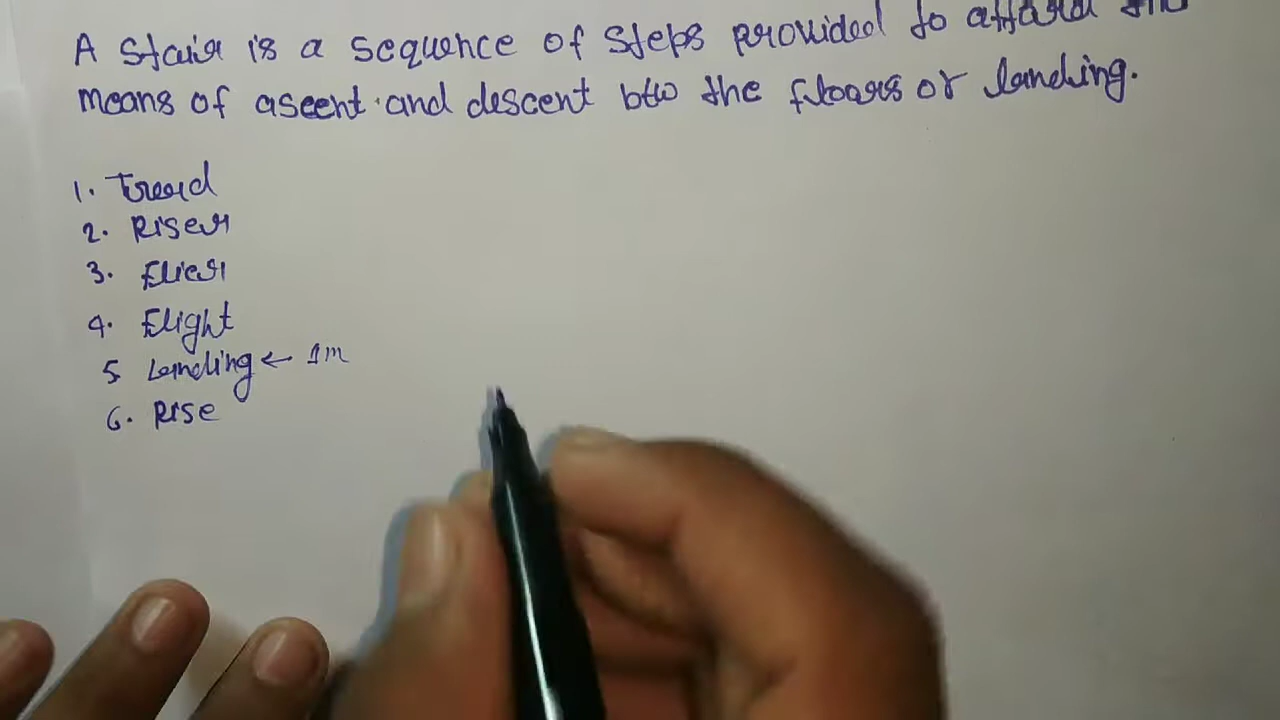 A stair is a sequence of steps provided to afford the
means of ascent and descent btw the floors or landing.
1. Tread
2. Riser
3. Flier
4. Flight
5 Landing ← 1m
6. Rise